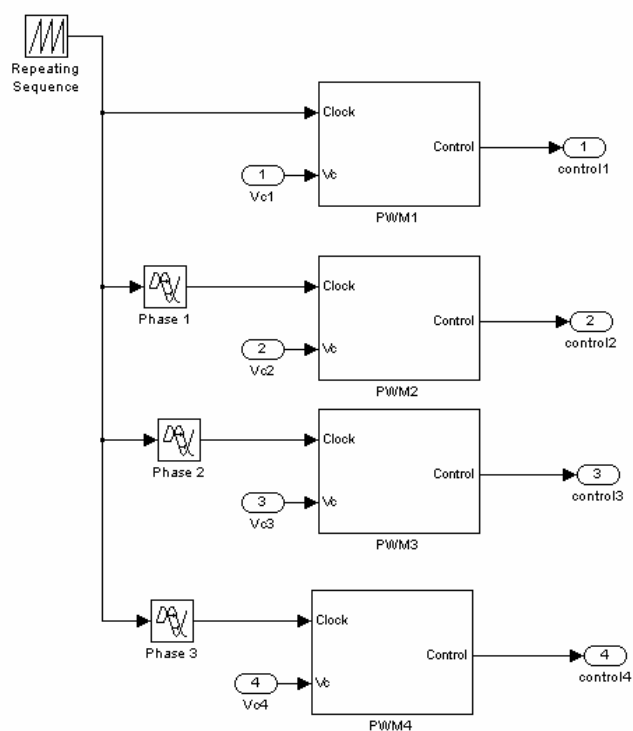 Repeating
Sequence
Clock
Control
1
control1
1
Vc
Vc1
PWM1
Clock
Phase 1
Control
2
control2
2
Vc
Vc2
PWM2
Clock
Phase 2
Control
3
control3
3
Vc
Vc3
PWM3
Clock
Phase 3
Control
4
control4
4
Vc
Vc4
PWM4